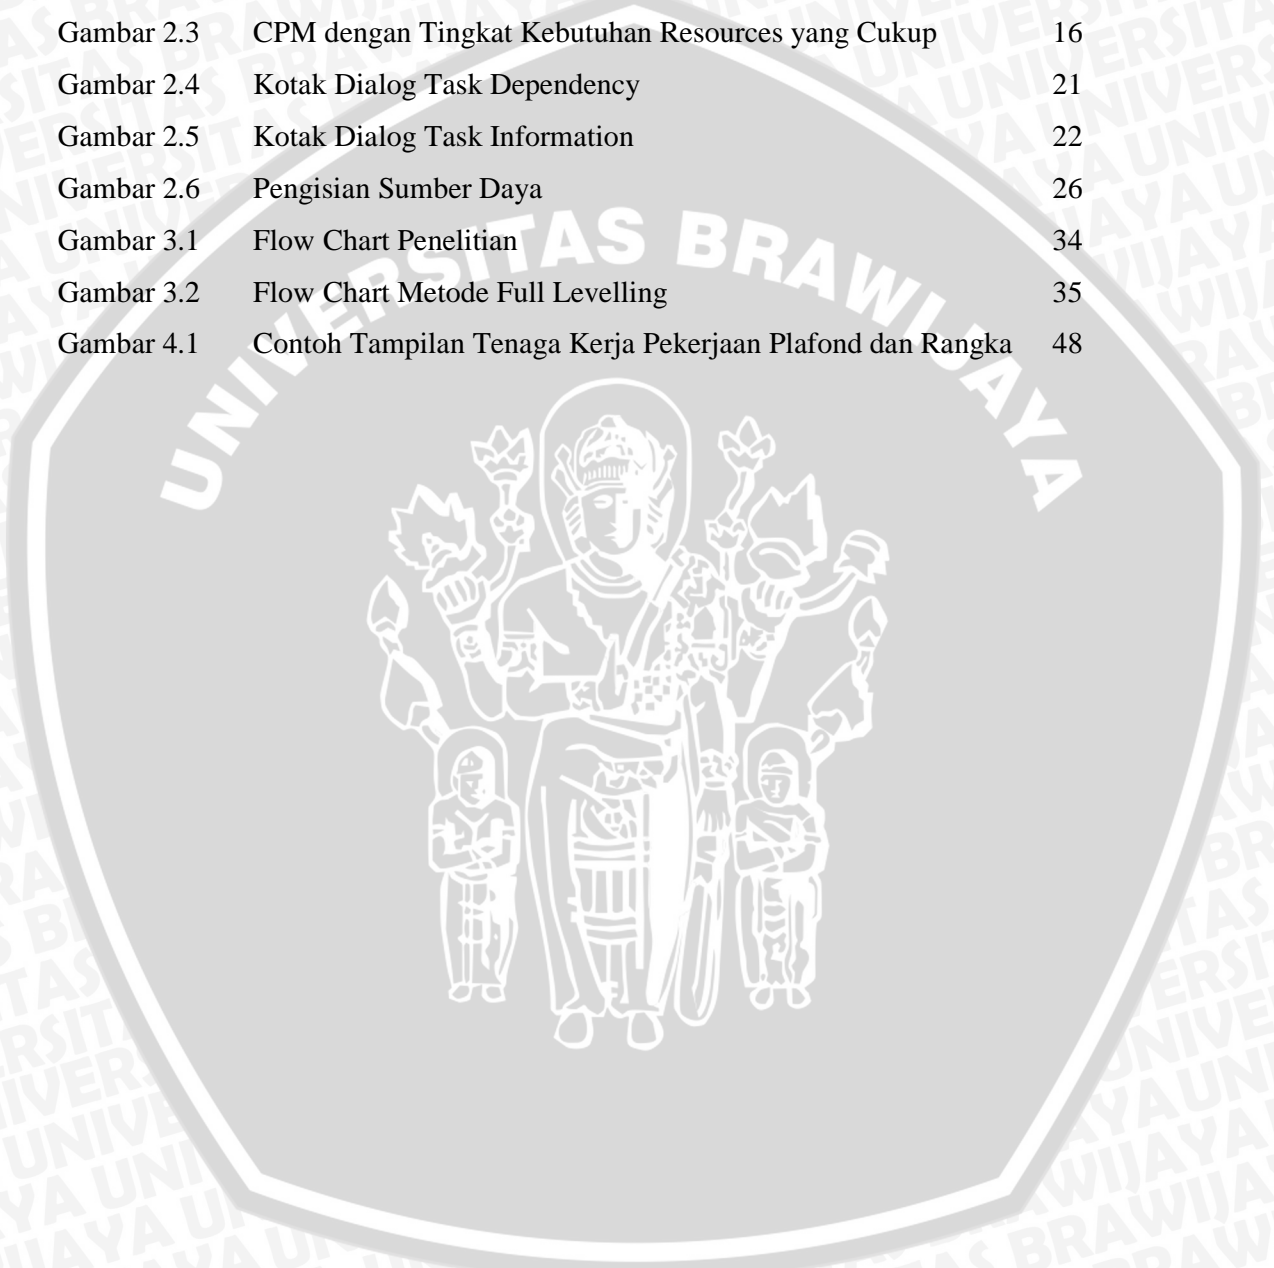 Gambar 2.3 CPM dengan Tingkat Kebutuhan Resources yang Cukup 16
Gambar 2.4 Kotak Dialog Task Dependency 21
Gambar 2.5 Kotak Dialog Task Information 22
Gambar 2.6 Pengisian Sumber Daya 26
Gambar 3.1 Flow Chart Penelitian 34
Gambar 3.2 Flow Chart Metode Full Levelling 35
Gambar 4.1 Contoh Tampilan Tenaga Kerja Pekerjaan Plafond dan Rangka 48
UNIVERSITAS BRAWIJAYA